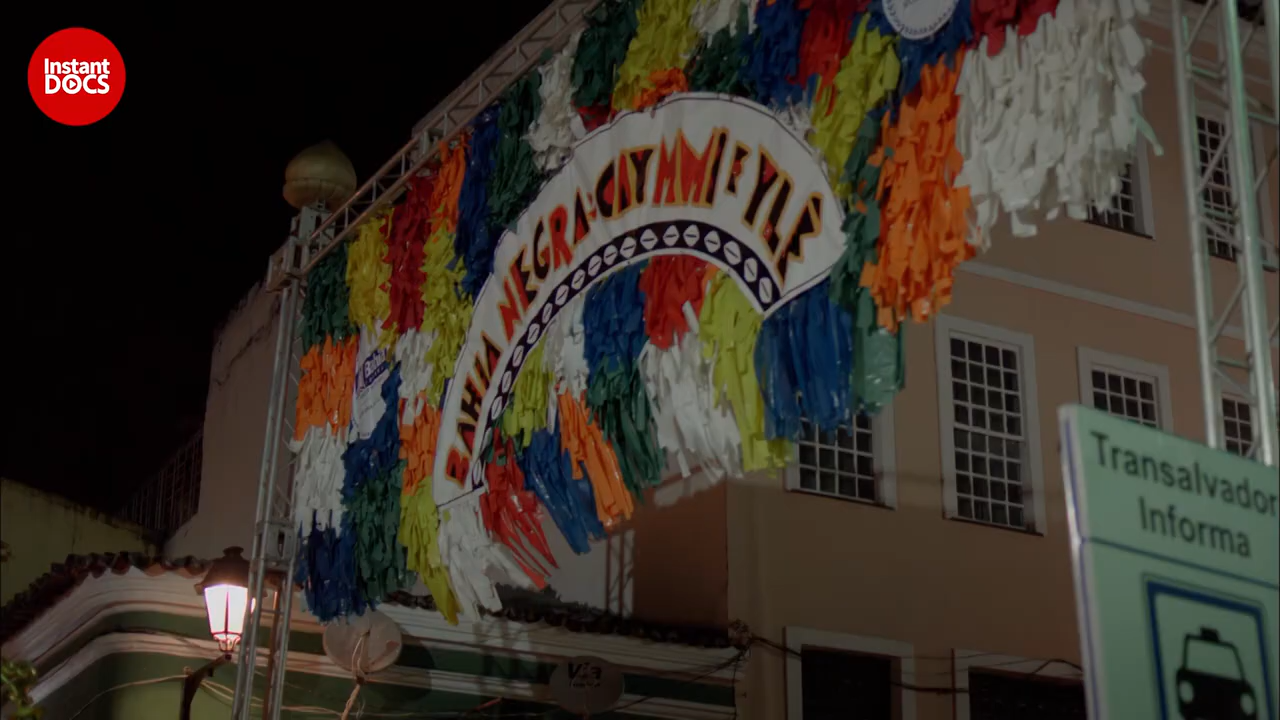 Instant
DOCS
BAHIA NEGRA: CAYMMI E YLÊ
Transalvador
Informa